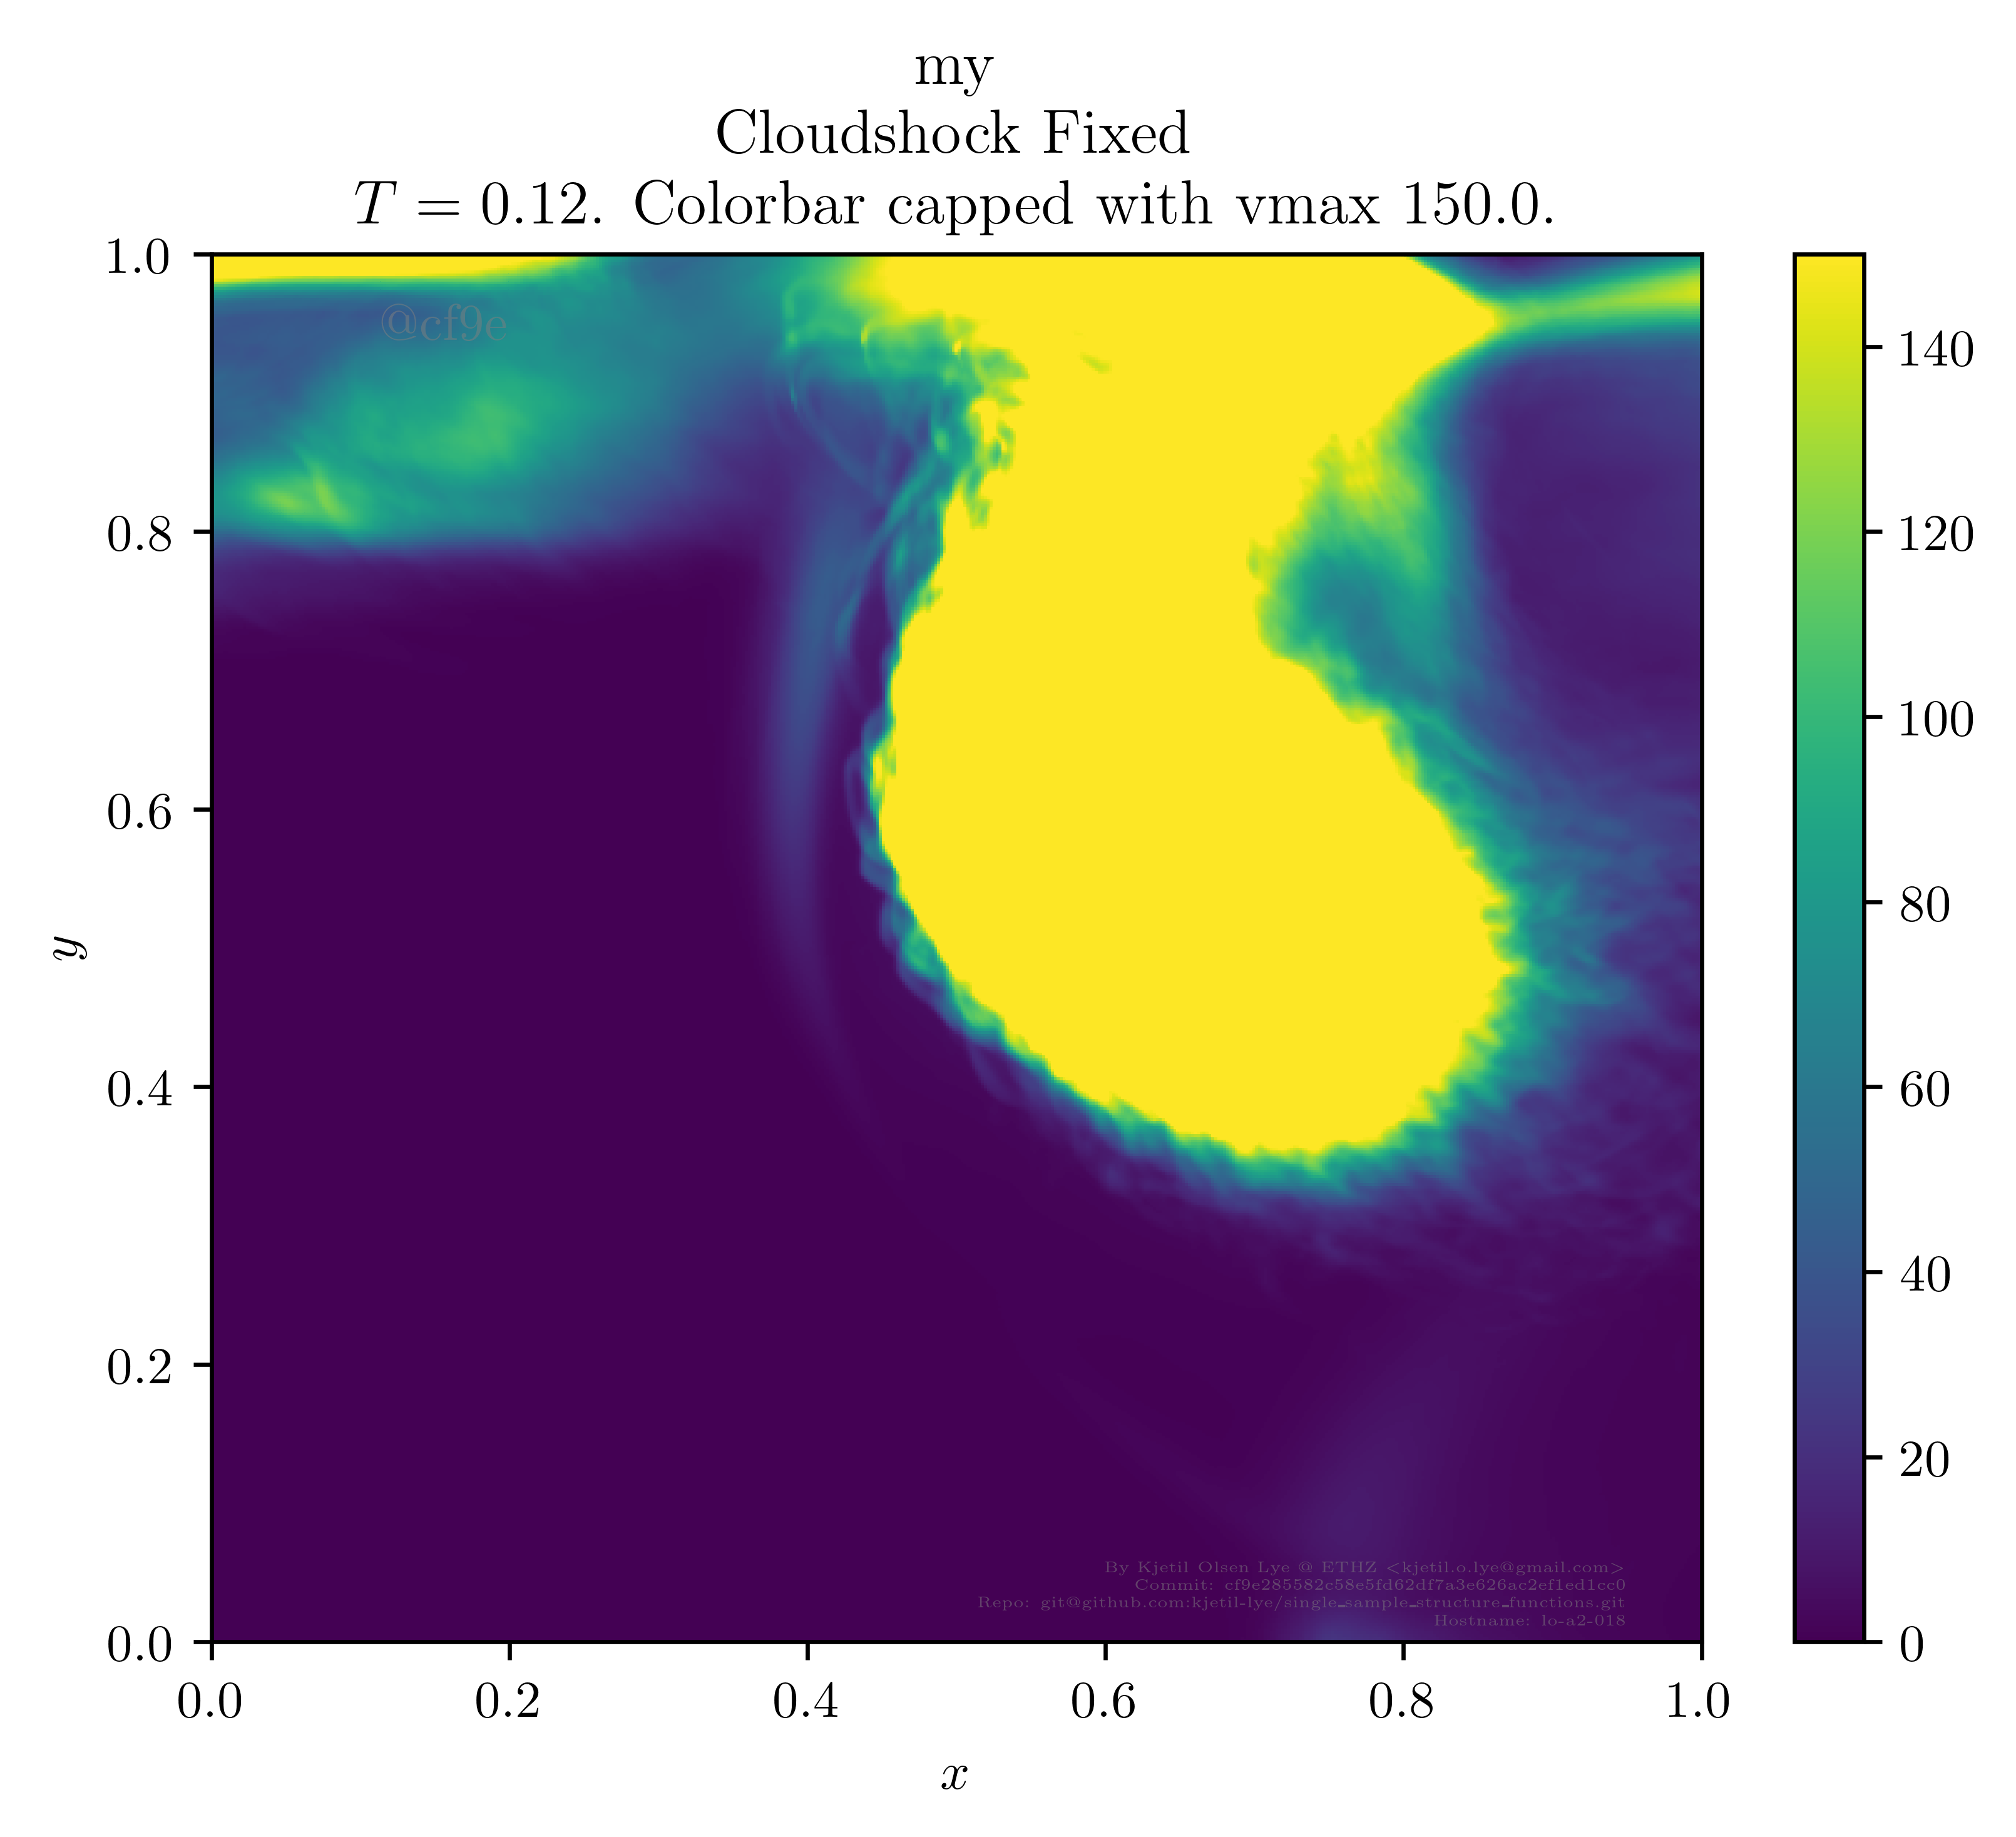 my
Cloudshock Fixed
T = 0.12. Colorbar capped with vmax 150.0.
1.0
0.8
0.6
0.4
0.2
0.0
y
@cf9e
By Kjetil Olsen Lye @ ETHZ <kjetil.o.lye@gmail.com>
Commit: cf9e285582c58e5fd62df7a3e626ac2ef1ed1cc0
Repo: git@github.com:kjetil-lye/single_sample_structure_functions.git
Hostname: lo-a2-018
0.0 0.2 0.4 0.6 0.8 1.0
x
140
120
100
80
60
40
20
0